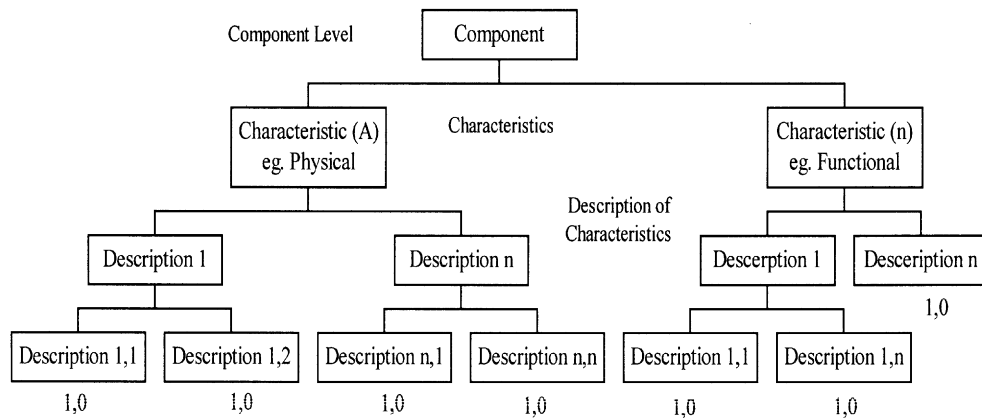 Component Level
Component
Characteristic (A)
eg. Physical
Characteristics
Characteristic (n)
eg. Functional
Description of
Characteristics
Description 1
Description n
Descerption 1
Desceription n
1,0
Description 1,1
Description 1,2
Description n,1
Description n,n
Description 1,1
Description 1,n
1,0
1,0
1,0
1,0
1,0
1,0